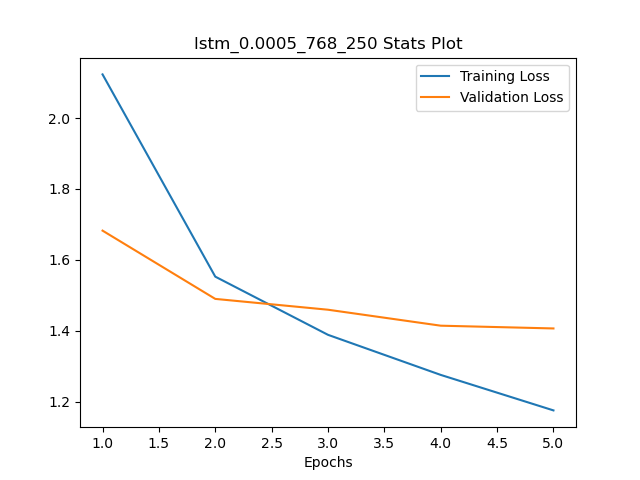 lstm_0.0005_768_250 Stats Plot
Training Loss
Validation Loss
2.0
1.8
1.6
1.4
1.2
1.0 1.5 2.0 2.5 3.0 3.5 4.0 4.5 5.0
Epochs